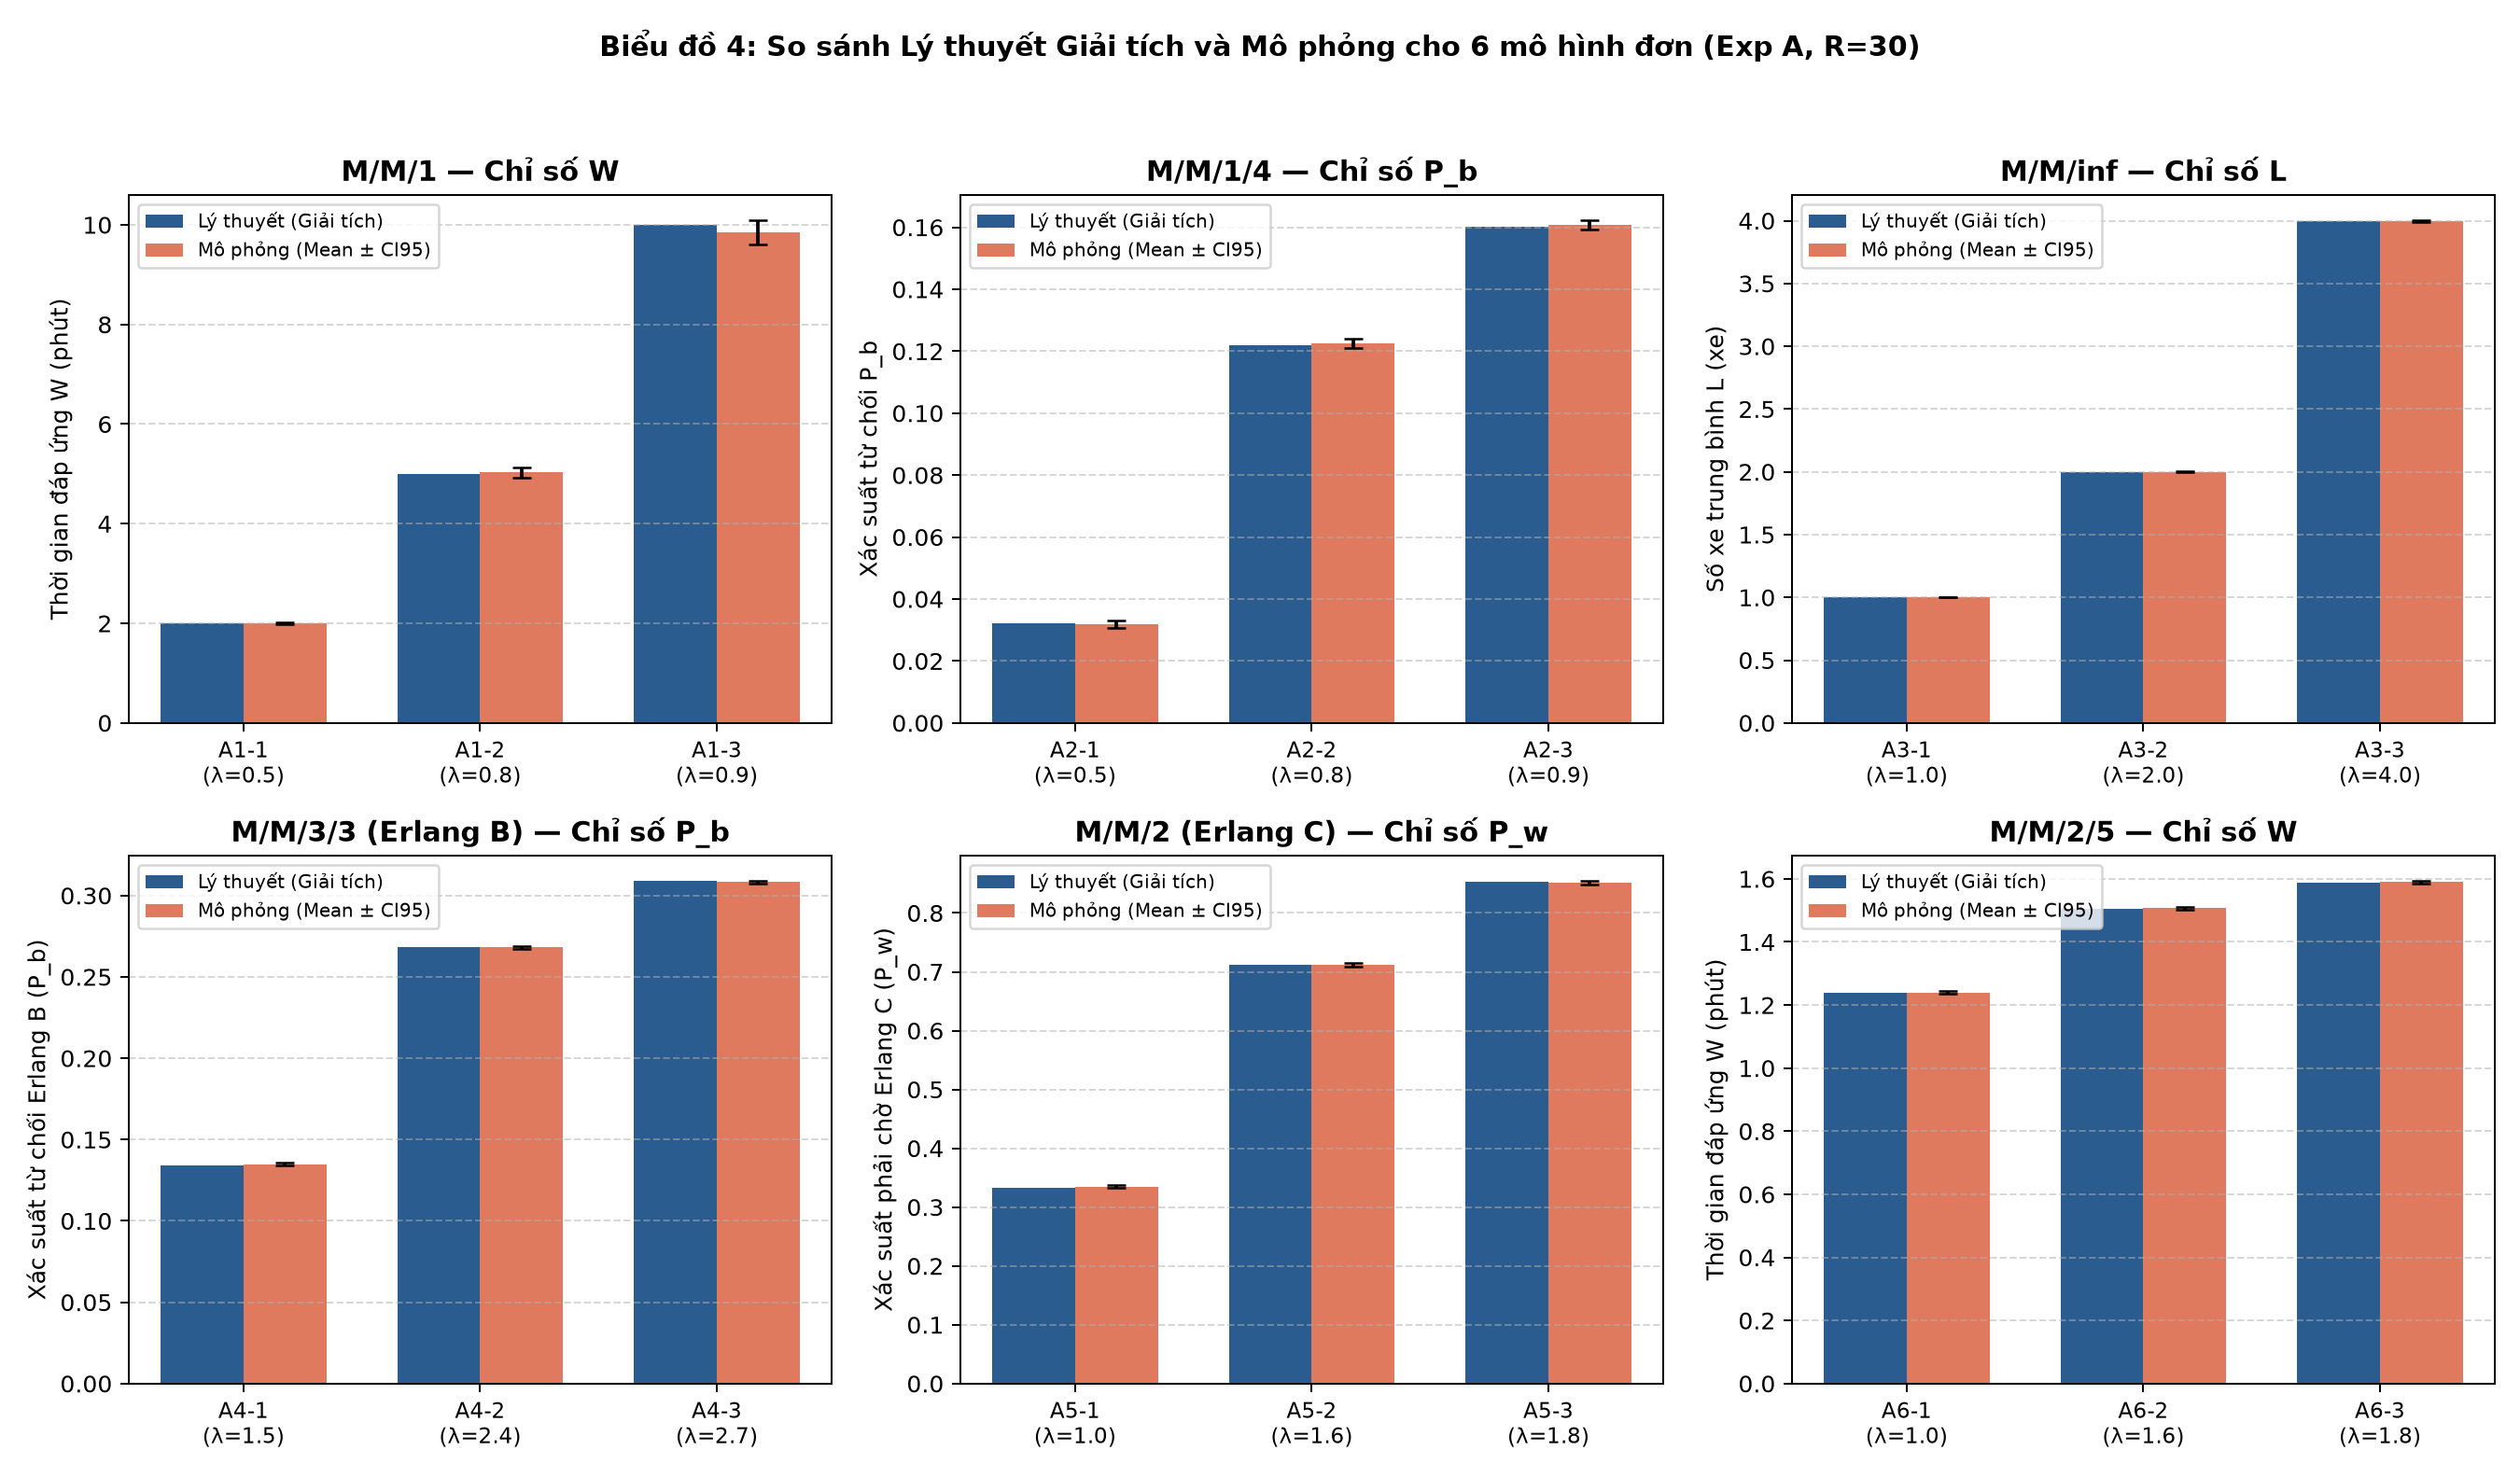 Biểu đồ 4: So sánh Lý thuyết Giải tích và Mô phỏng cho 6 mô hình đơn (Exp A, R=30)
M/M/1 — Chỉ số W
Thời gian đáp ứng W (phút)
10
8
6
4
2
0
Lý thuyết (Giải tích)
Mô phỏng (Mean ± CI95)
A1-1
(λ=0.5)
A1-2
(λ=0.8)
A1-3
(λ=0.9)
M/M/1/4 — Chỉ số P_b
Xác suất từ chối P_b
0.16
0.14
0.12
0.10
0.08
0.06
0.04
0.02
0.00
Lý thuyết (Giải tích)
Mô phỏng (Mean ± CI95)
A2-1
(λ=0.5)
A2-2
(λ=0.8)
A2-3
(λ=0.9)
M/M/inf — Chỉ số L
Số xe trung bình L (xe)
4.0
3.5
3.0
2.5
2.0
1.5
1.0
0.5
0.0
Lý thuyết (Giải tích)
Mô phỏng (Mean ± CI95)
A3-1
(λ=1.0)
A3-2
(λ=2.0)
A3-3
(λ=4.0)
M/M/3/3 (Erlang B) — Chỉ số P_b
Xác suất từ chối Erlang B (P_b)
0.30
0.25
0.20
0.15
0.10
0.05
0.00
Lý thuyết (Giải tích)
Mô phỏng (Mean ± CI95)
A4-1
(λ=1.5)
A4-2
(λ=2.4)
A4-3
(λ=2.7)
M/M/2 (Erlang C) — Chỉ số P_w
Xác suất phải chờ Erlang C (P_w)
0.8
0.7
0.6
0.5
0.4
0.3
0.2
0.1
0.0
Lý thuyết (Giải tích)
Mô phỏng (Mean ± CI95)
A5-1
(λ=1.0)
A5-2
(λ=1.6)
A5-3
(λ=1.8)
M/M/2/5 — Chỉ số W
Thời gian đáp ứng W (phút)
1.6
1.4
1.2
1.0
0.8
0.6
0.4
0.2
0.0
Lý thuyết (Giải tích)
Mô phỏng (Mean ± CI95)
A6-1
(λ=1.0)
A6-2
(λ=1.6)
A6-3
(λ=1.8)